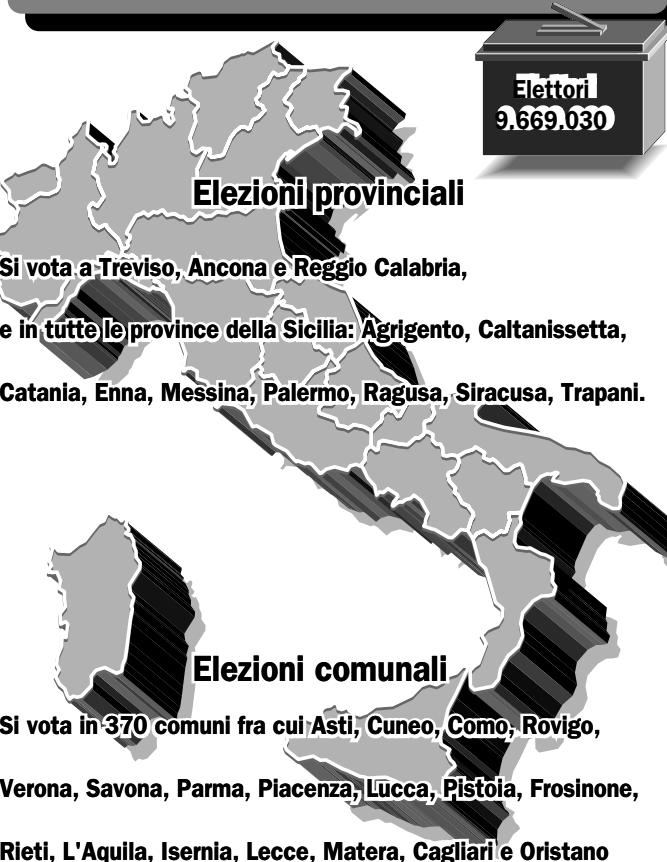 Elettori
9.669.030
Elezioni provinciali
Si vota a Treviso, Ancona e Reggio Calabria,
e in tutte le province della Sicilia: Agrigento, Caltanissetta,
Catania, Enna, Messina, Palermo, Ragusa, Siracusa, Trapani.
Elezioni comunali
Si vota in 370 comuni fra cui Asti, Cuneo, Como, Rovigo,
Verona, Savona, Parma, Piacenza, Lucca, Pistoia, Frosinone,
Rieti, L'Aquila, Isernia, Lecce, Matera, Cagliari e Oristano